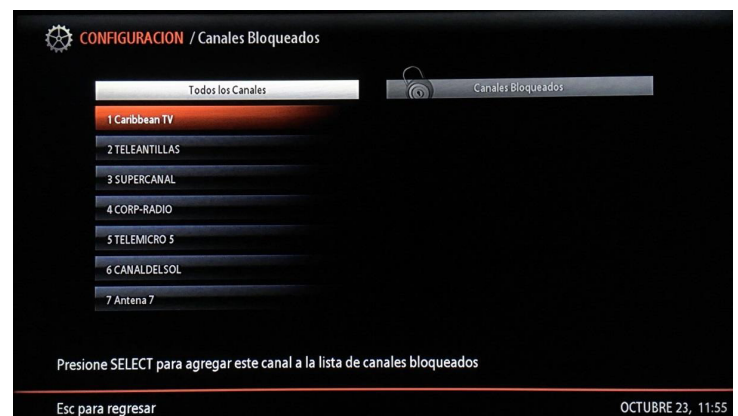 CONFIGURACION / Canales Bloqueados
Todos los Canales
Canales Bloqueados
1 Caribbean TV
2 TELEANTILLAS
3 SUPERCANAL
4 CORP-RADIO
5 TELEMICRO 5
6 CANALDELSOL
7 Antena 7
Presione SELECT para agregar este canal a la lista de canales bloqueados
Esc para regresar
OCTUBRE 23, 11:55